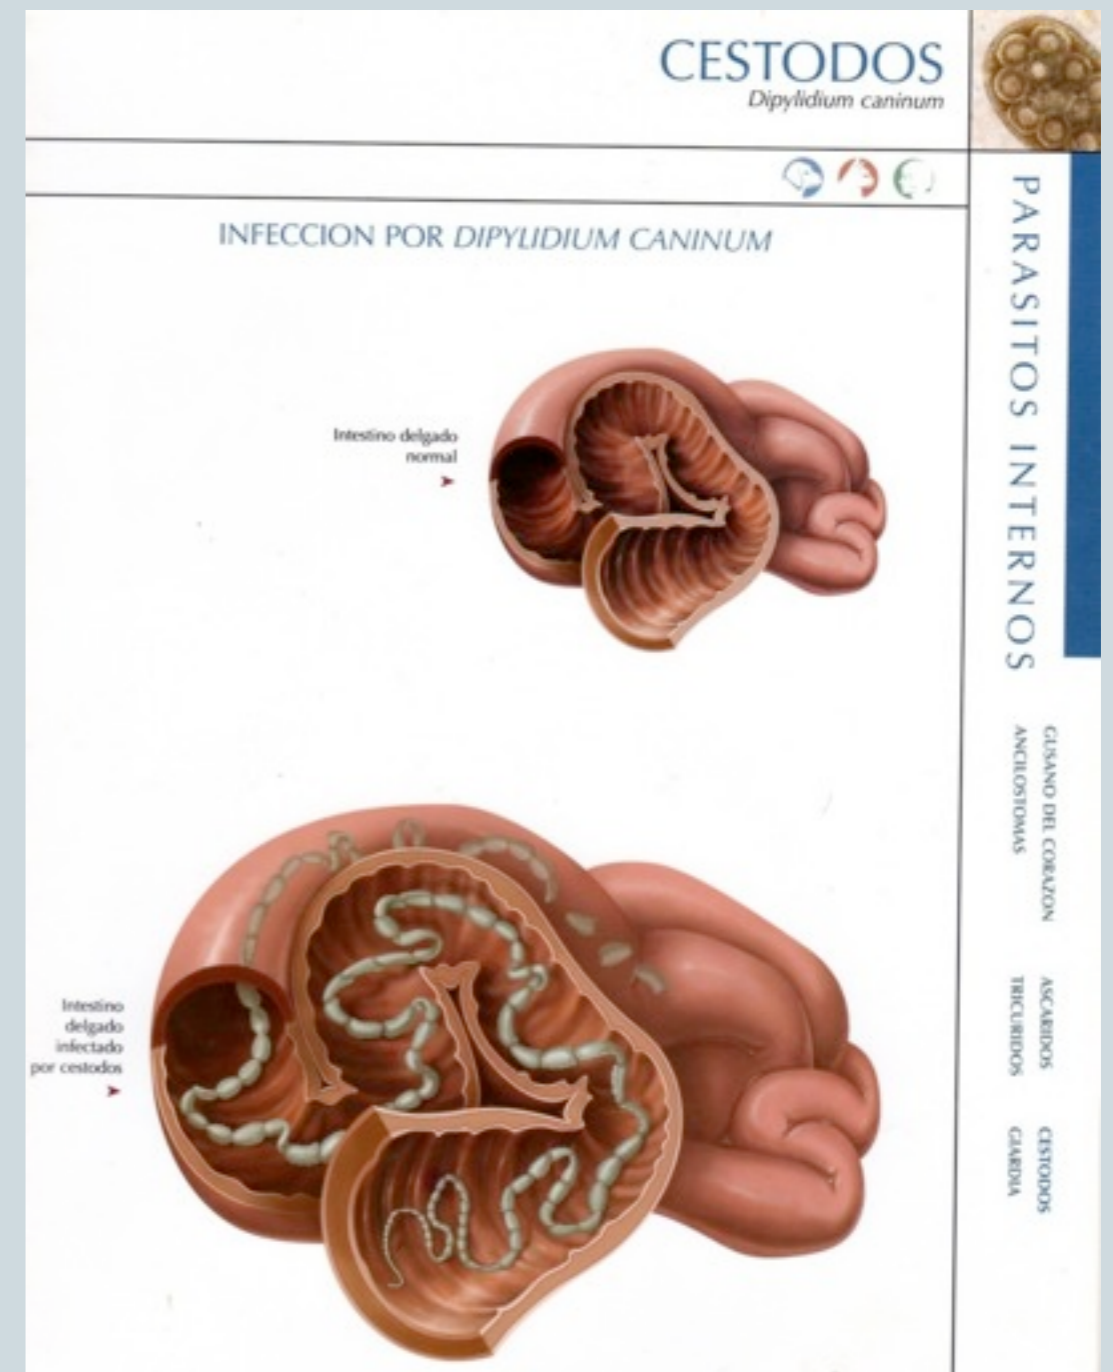 CESTODOS
Dipylidium caninum
INFECCION POR DIPYLIDIUM CANINUM
Intestino delgado
normal
Intestino
delgado
infectado
por cestodos
PARASITOS INTERNOS
GUSANO DEL CORAZON
ANCILOSTOMAS
ASCARIDOS
TRICURIDOS
CESTODOS
GIARDIA